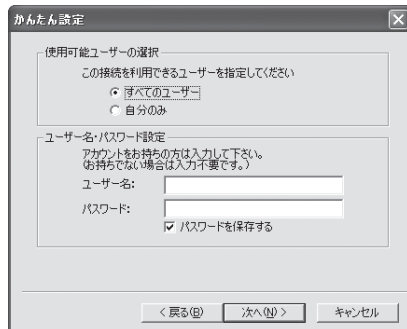 かんたん設定
使用可能ユーザーの選択
この接続を利用できるユーザーを指定してください
すべてのユーザー
自分のみ
ユーザー名・パスワード設定
アカウントをお持ちの方は入力して下さい。
(お持ちでない場合は入力不要です。)
ユーザー名:
パスワード:
パスワードを保存する
< 戻る(B) 次へ(N) > キャンセル